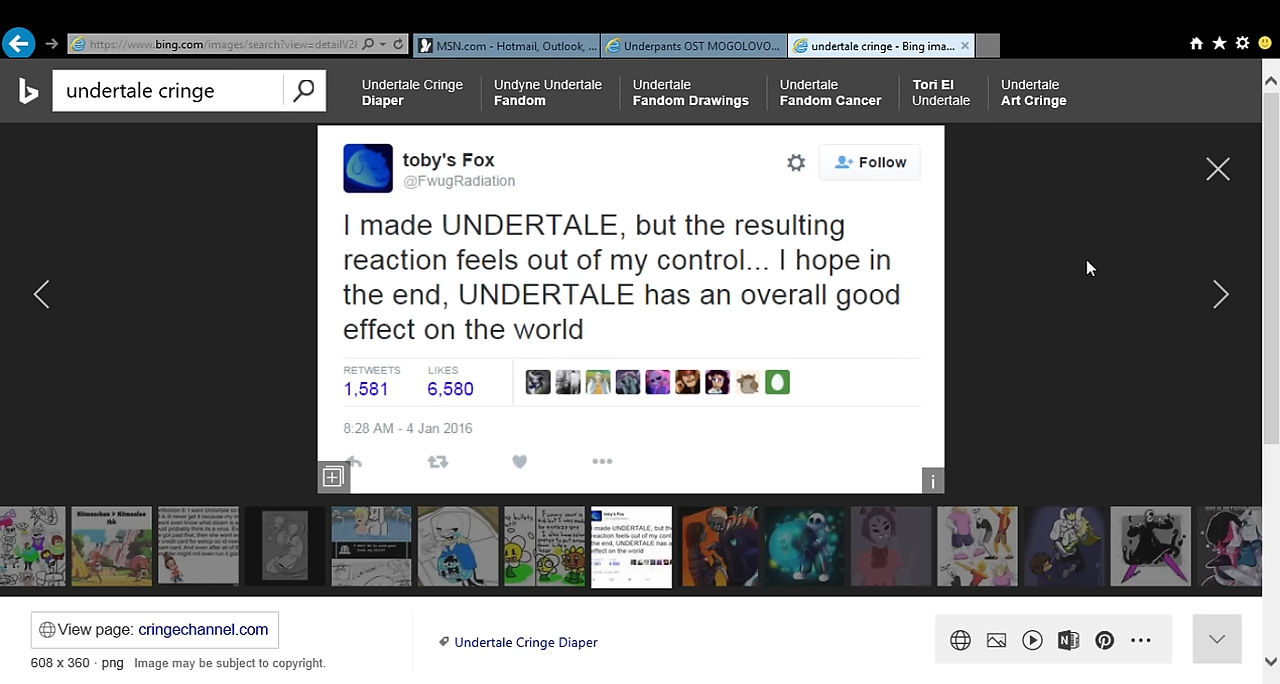 https://www.bing.com/images/search?view=detailV2&
MSN.com - Hotmail, Outlook, ...
Underpants OST MOGOLOVO...
undertale cringe - Bing ima...
undertale cringe
Undertale Cringe Diaper
Undyne Undertale Fandom
Undertale Fandom Drawings
Undertale Fandom Cancer
Tori El Undertale
Undertale Art Cringe
toby's Fox
@FwugRadiation
Follow
I made UNDERTALE, but the resulting
reaction feels out of my control... I hope in
the end, UNDERTALE has an overall good
effect on the world
RETWEETS
1,581
LIKES
6,580
8:28 AM - 4 Jan 2016
View page: cringechannel.com
608 x 360 · png Image may be subject to copyright.
Undertale Cringe Diaper